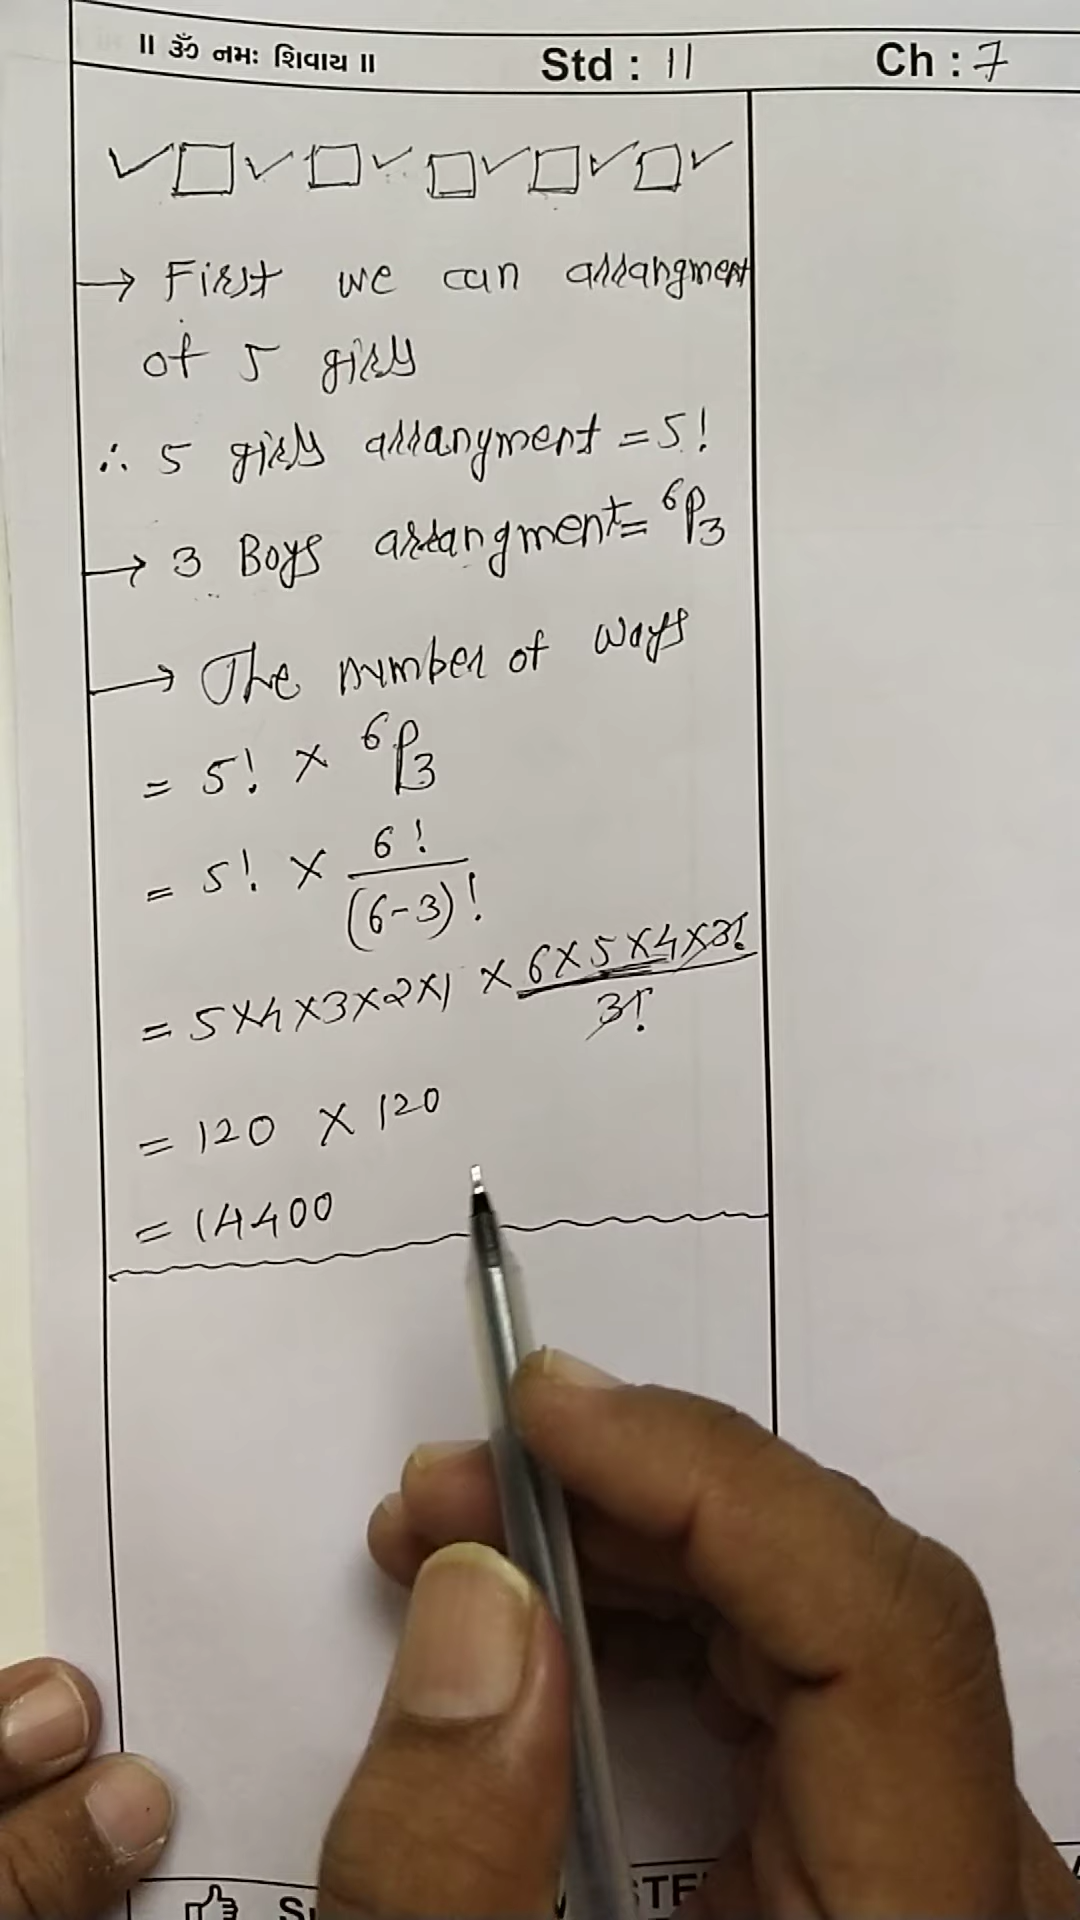 ॥ ૐ નમઃ શિવાય ॥ Std : 11 Ch : 7
→ First we can arrangment
of 5 girls
∴ 5 girls arrangment = 5!
→ 3 Boys arrangment = ⁶P₃
→ The number of ways
= 5! × ⁶P₃
= 5! × 6! / (6-3)!
= 5×4×3×2×1 × 6×5×4×3! / 3!
= 120 × 120
= 14400